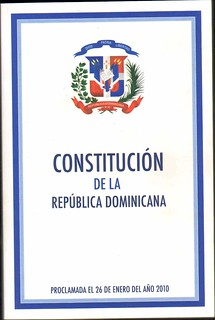 CONSTITUCIÓN
DE LA
REPÚBLICA DOMINICANA
PROCLAMADA EL 26 DE ENERO DEL AÑO 2010